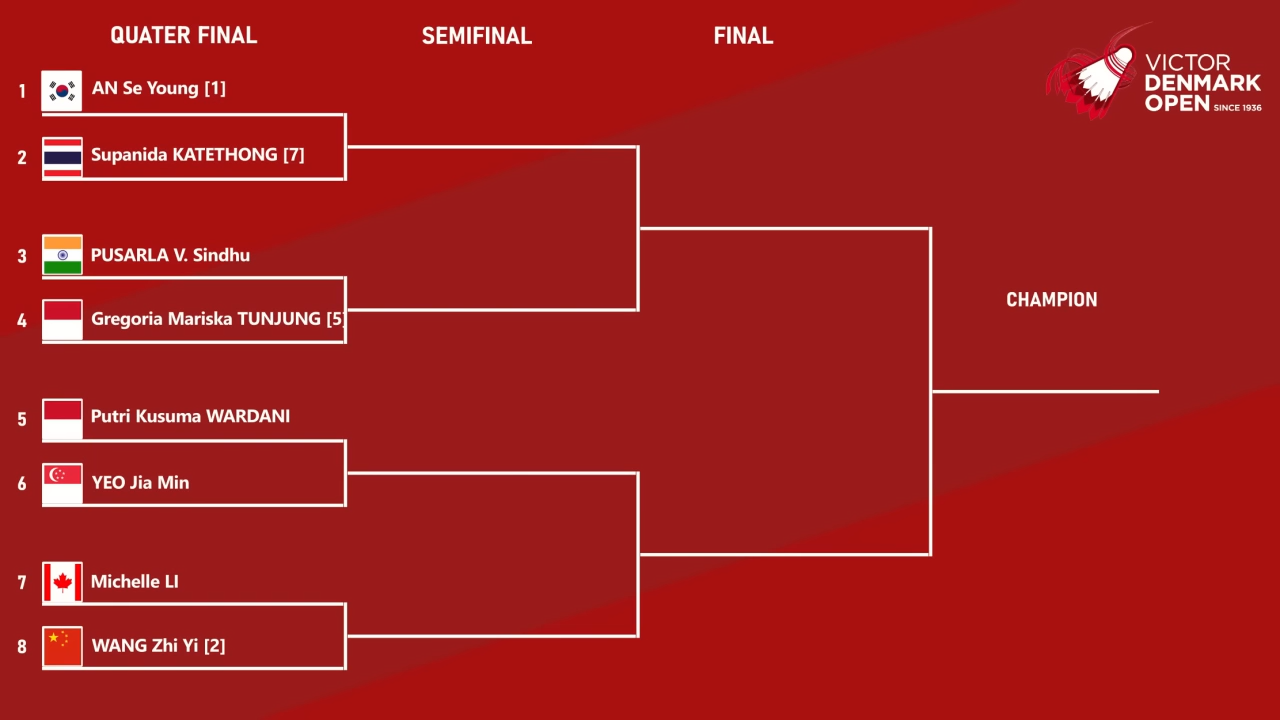 QUATER FINAL
SEMIFINAL
FINAL
VICTOR
DENMARK
OPEN SINCE 1936
1 AN Se Young [1]
2 Supanida KATETHONG [7]
3 PUSARLA V. Sindhu
4 Gregoria Mariska TUNJUNG [5]
5 Putri Kusuma WARDANI
6 YEO Jia Min
7 Michelle LI
8 WANG Zhi Yi [2]
CHAMPION